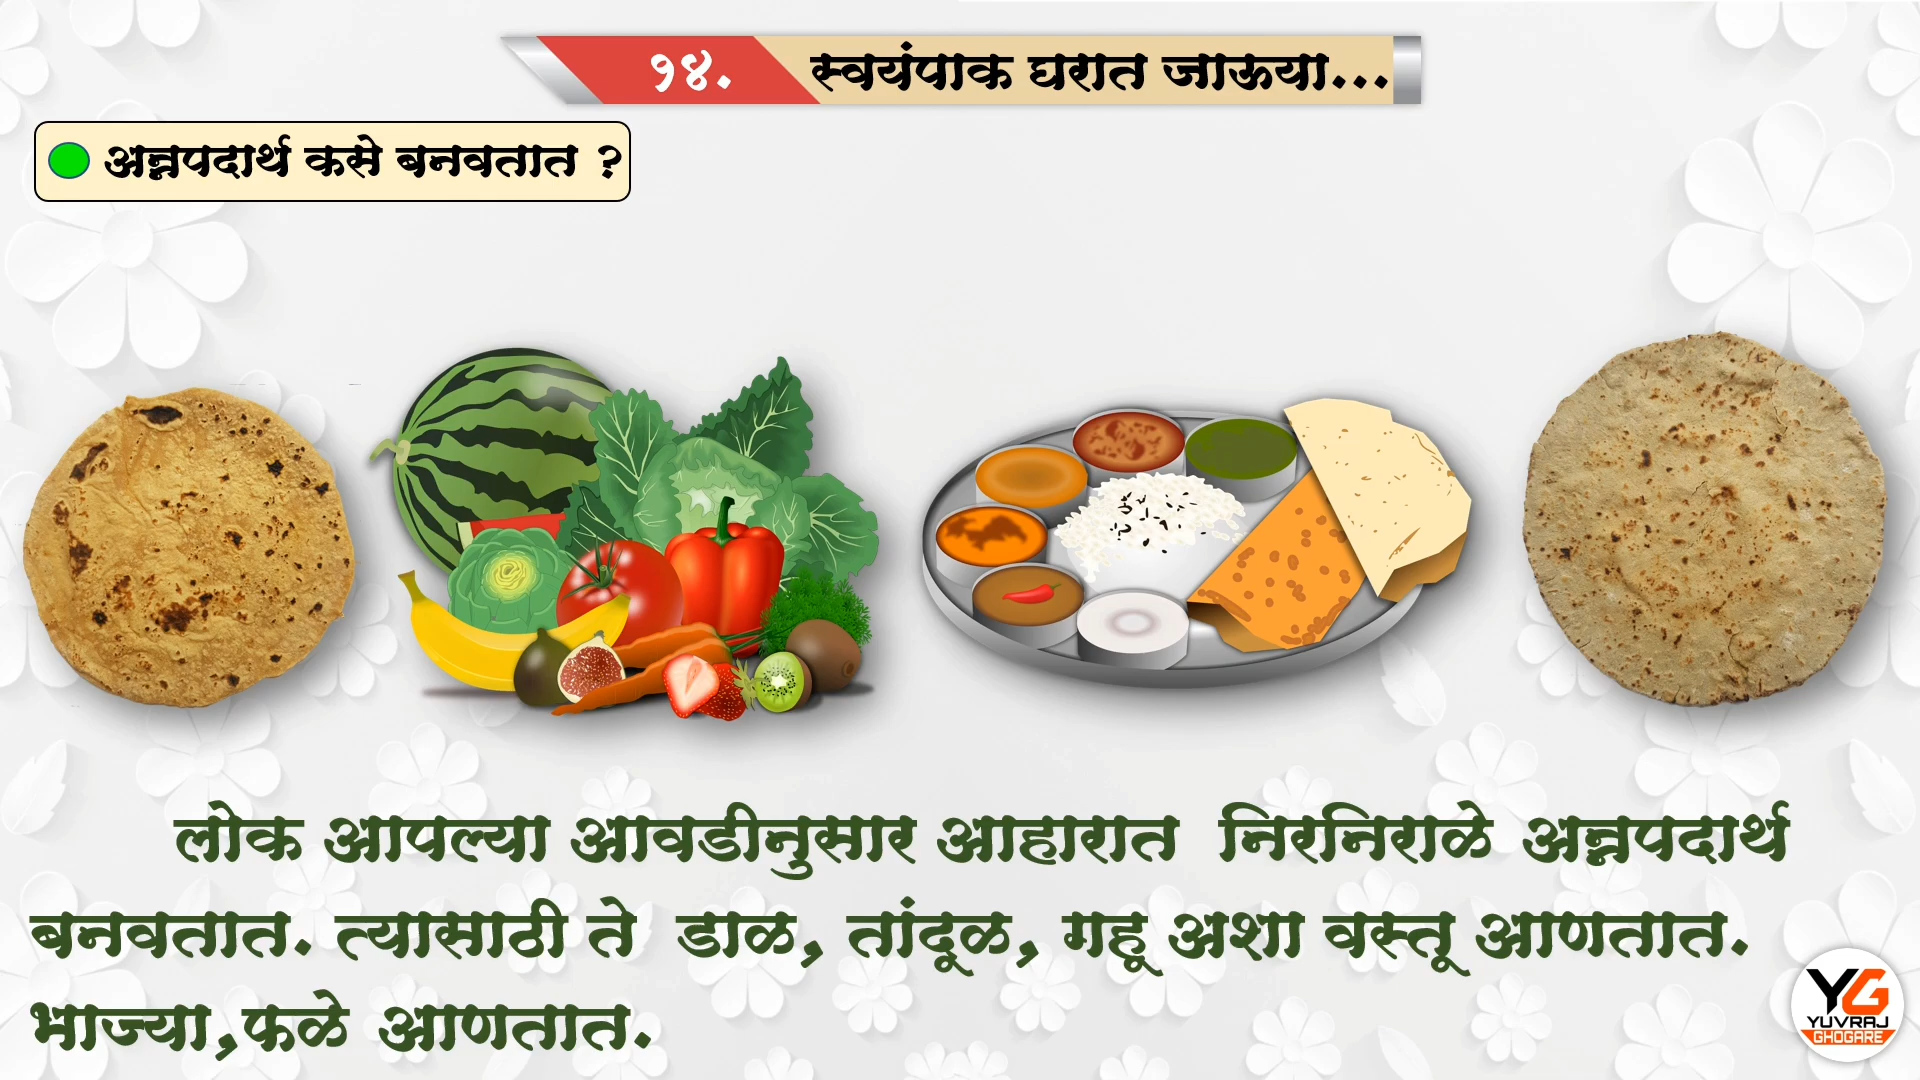 १४. स्वयंपाक घरात जाऊया...
अन्नपदार्थ कसे बनवतात ?
लोक आपल्या आवडीनुसार आहारात निरनिराळे अन्नपदार्थ
बनवतात. त्यासाठी ते डाळ, तांदूळ, गहू अशा वस्तू आणतात.
भाज्या,फळे आणतात.
YG
YUVRAJ
GHOGARE